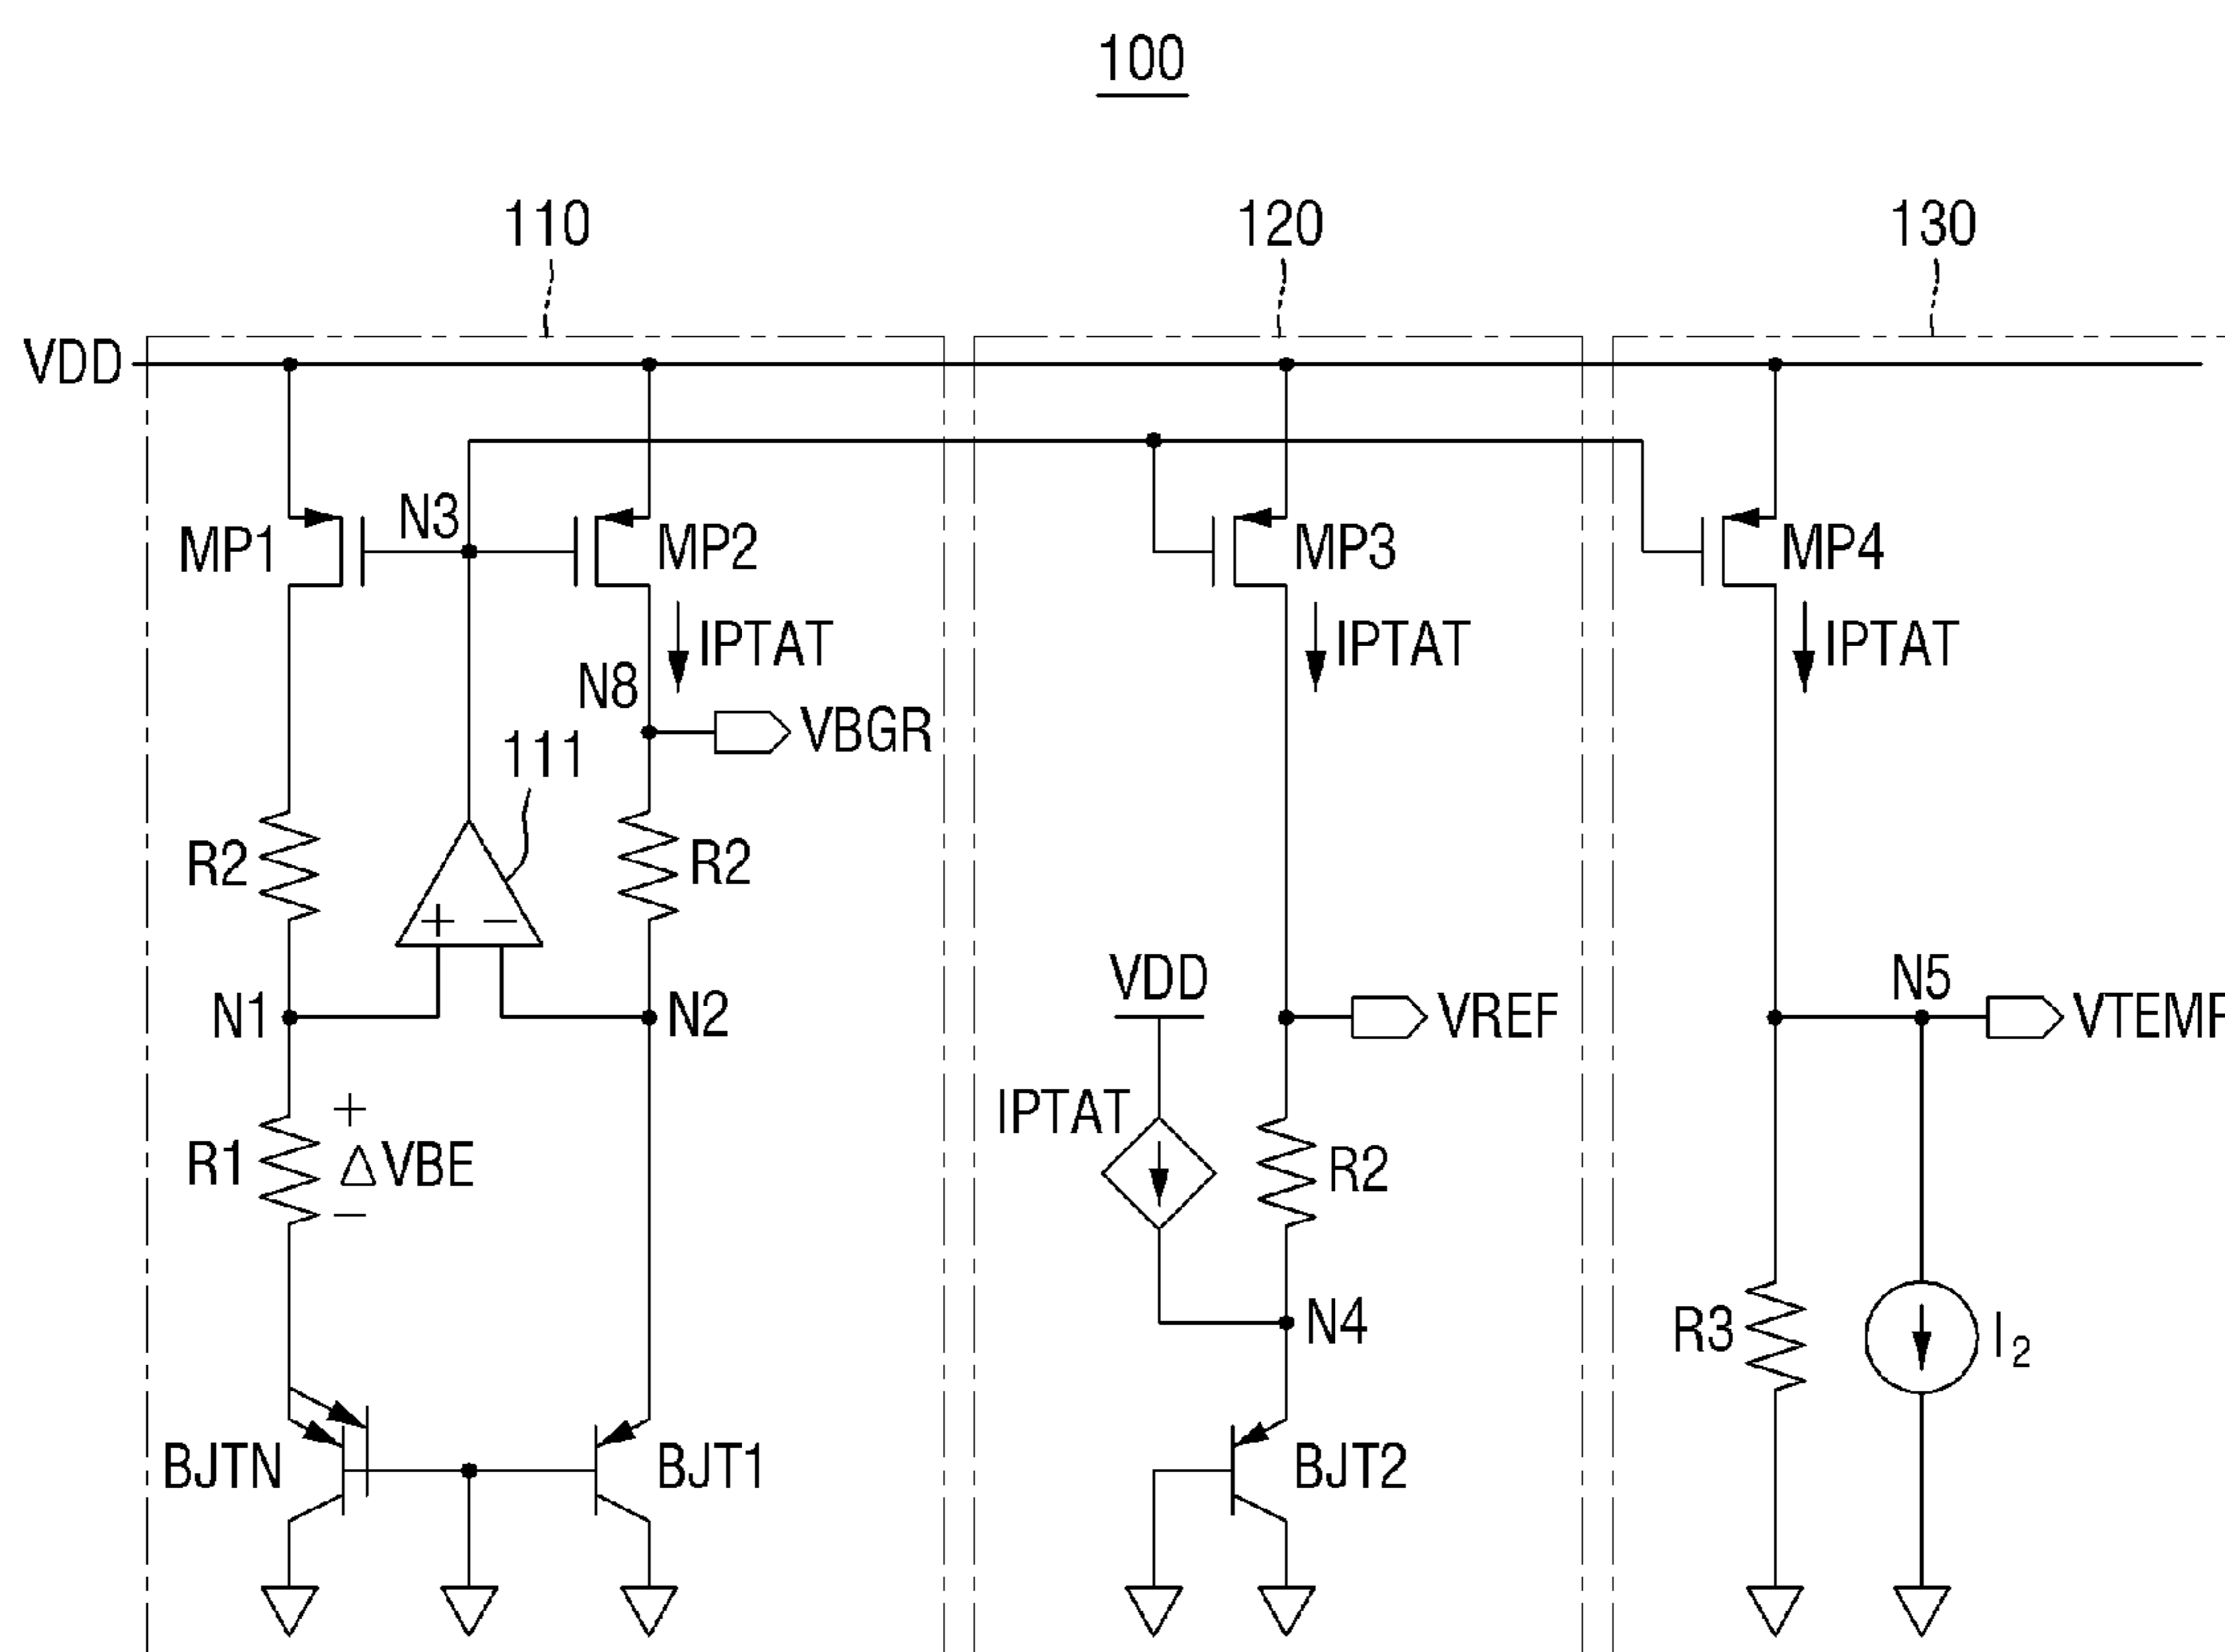 100
110
120
130
VDD
MP1
N3
MP2
MP3
MP4
IPTAT
IPTAT
IPTAT
N8
VBGR
111
R2
+ −
R2
N1
N2
VDD
VREF
N5
VTEMP
+
R1
ΔVBE
−
IPTAT
R2
N4
R3
I2
BJTN
BJT1
BJT2